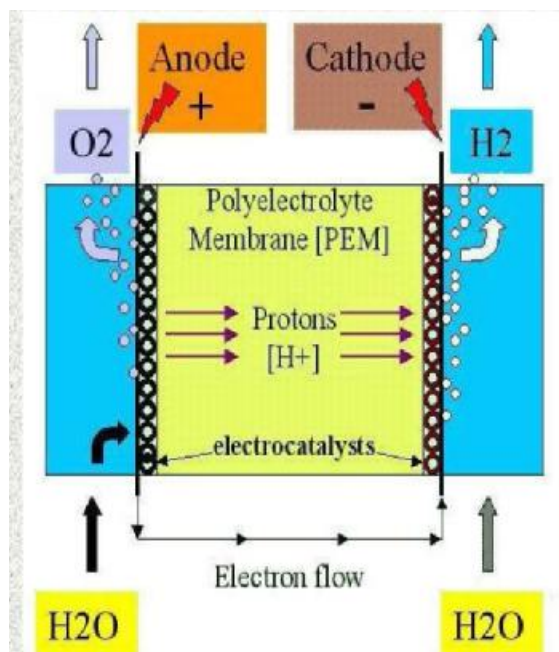 Anode
+
Cathode
-
O2
H2
Polyelectrolyte
Membrane [PEM]
Protons
[H+]
electrocatalysts
Electron flow
H2O
H2O